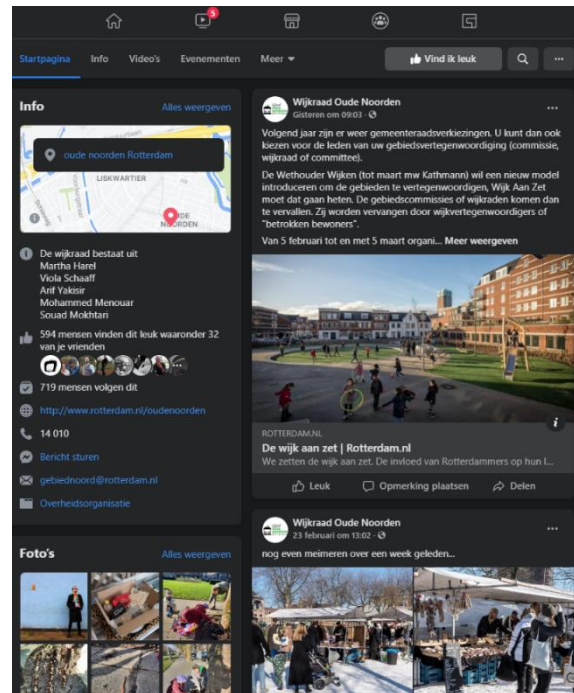 5
Startpagina
Info
Video's
Evenementen
Meer
Vind ik leuk
Info
Alles weergeven
oude noorden Rotterdam
LISKWARTIER
De wijkraad bestaat uit
Martha Harel
Viola Schaaff
Arif Yakisir
Mohammed Menouar
Souad Mokhtari
594 mensen vinden dit leuk waaronder 32
van je vrienden
719 mensen volgen dit
http://www.rotterdam.nl/oudenoorden
14 010
Bericht sturen
gebiednoord@rotterdam.nl
Overheidsorganisatie
Foto's
Alles weergeven
Wijkraad Oude Noorden
Gisteren om 09:03
Volgend jaar zijn er weer gemeenteraadsverkiezingen. U kunt dan ook
kiezen voor de leden van uw gebiedsvertegenwoordiging (commissie,
wijkraad of committee).
De Wethouder Wijken (tot maart mw Kathmann) wil een nieuw model
introduceren om de gebieden te vertegenwoordigen, Wijk Aan Zet
moet dat gaan heten. De gebiedscommissies of wijkraden komen dan
te vervallen. Zij worden vervangen door wijkvertegenwoordigers of
"betrokken bewoners".
Van 5 februari tot en met 5 maart organi... Meer weergeven
ROTTERDAM.NL
De wijk aan zet | Rotterdam.nl
We zetten de wijk aan zet. De invloed van Rotterdammers op hun l...
Leuk
Opmerking plaatsen
Delen
Wijkraad Oude Noorden
23 februari om 13:02
nog even meimeren over een week geleden...